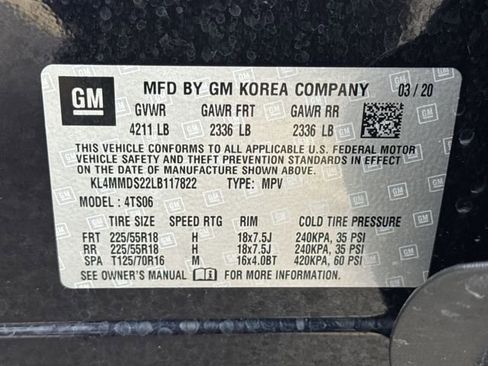 GM MFD BY GM KOREA COMPANY 03/20
GVWR GAWR FRT GAWR RR
4211 LB 2336 LB 2336 LB
THIS VEHICLE CONFORMS TO ALL APPLICABLE U.S. FEDERAL MOTOR
VEHICLE SAFETY AND THEFT PREVENTION STANDARDS IN EFFECT
ON THE DATE OF MANUFACTURE SHOWN ABOVE.
KL4MMDS22LB117822 TYPE: MPV
MODEL : 4TS06
TIRE SIZE SPEED RTG RIM COLD TIRE PRESSURE
FRT 225/55R18 H 18x7.5J 240KPA, 35 PSI
RR 225/55R18 H 18x7.5J 240KPA, 35 PSI
SPA T125/70R16 M 16x4.0BT 420KPA, 60 PSI
SEE OWNER'S MANUAL FOR MORE INFORMATION